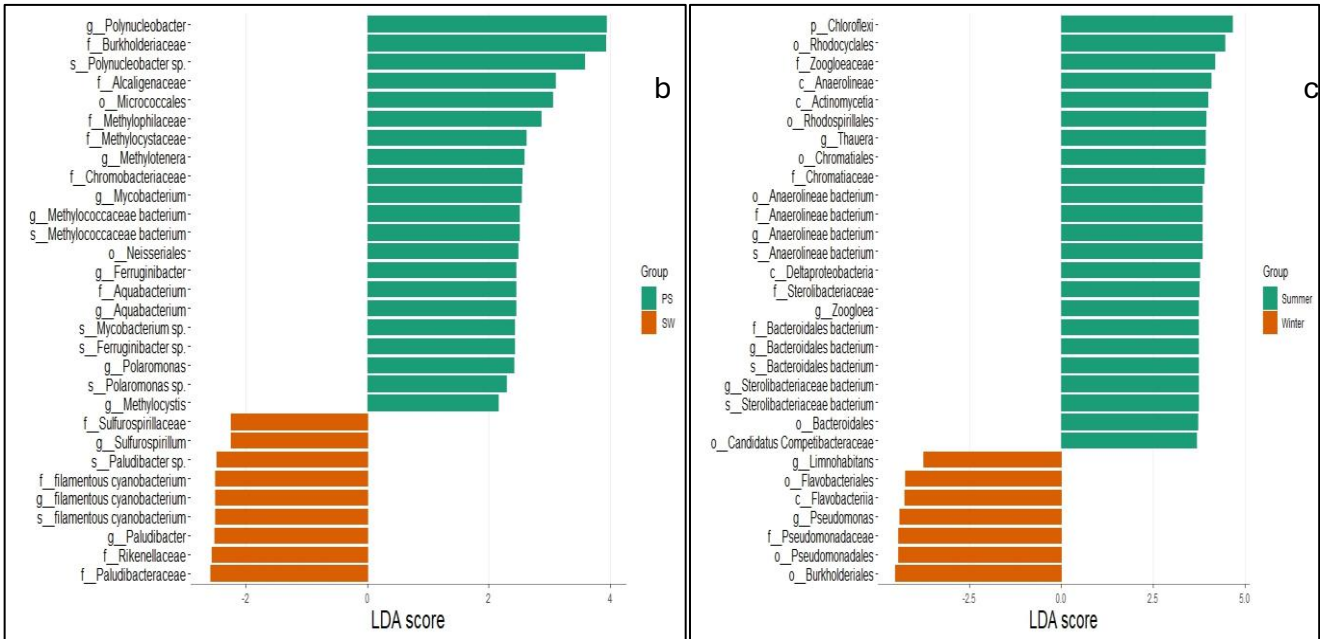 g__Polynucleobacter
f__Burkholderiaceae
s__Polynucleobacter sp.
f__Alcaligenaceae
o__Micrococcales
f__Methylophilaceae
f__Methylocystaceae
g__Methylotenera
f__Chromobacteriaceae
g__Mycobacterium
g__Methylococcaceae bacterium
s__Methylococcaceae bacterium
o__Neisseriales
g__Ferruginibacter
f__Aquabacterium
g__Aquabacterium
s__Mycobacterium sp.
s__Ferruginibacter sp.
g__Polaromonas
s__Polaromonas sp.
g__Methylocystis
f__Sulfurospirillaceae
g__Sulfurospirillum
s__Paludibacter sp.
f__filamentous cyanobacterium
g__filamentous cyanobacterium
s__filamentous cyanobacterium
g__Paludibacter
f__Rikenellaceae
f__Paludibacteraceae
-2 0 2 4
LDA score
b
Group
PS
SW
p__Chloroflexi
o__Rhodocyclales
f__Zoogloeaceae
c__Anaerolineae
c__Actinomycetia
o__Rhodospirillales
g__Thauera
o__Chromatiales
f__Chromatiaceae
o__Anaerolineae bacterium
f__Anaerolineae bacterium
g__Anaerolineae bacterium
s__Anaerolineae bacterium
c__Deltaproteobacteria
f__Sterolibacteriaceae
g__Zoogloea
f__Bacteroidales bacterium
g__Bacteroidales bacterium
s__Bacteroidales bacterium
g__Sterolibacteriaceae bacterium
s__Sterolibacteriaceae bacterium
o__Bacteroidales
o__Candidatus Competibacteraceae
g__Limnohabitans
o__Flavobacteriales
c__Flavobacteriia
g__Pseudomonas
f__Pseudomonadaceae
o__Pseudomonadales
o__Burkholderiales
-2.5 0.0 2.5 5.0
LDA score
c
Group
Summer
Winter